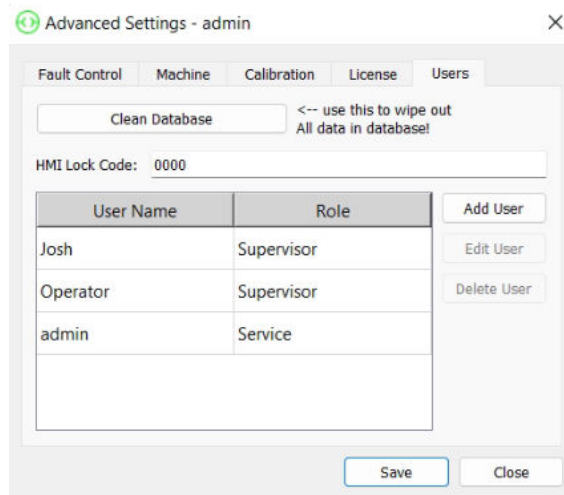 Advanced Settings - admin
Fault Control Machine Calibration License Users
Clean Database
<-- use this to wipe out
All data in database!
HMI Lock Code: 0000
User Name Role
Add User
Josh Supervisor
Edit User
Operator Supervisor
Delete User
admin Service
Save Close